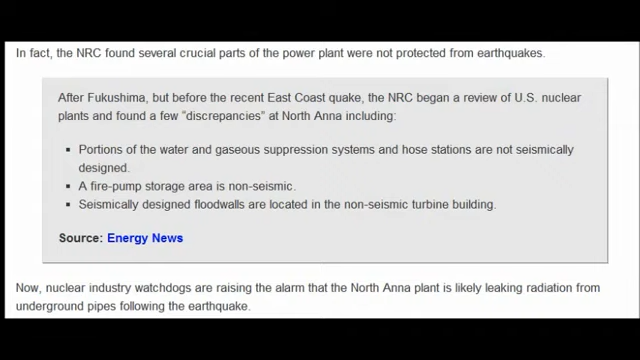 In fact, the NRC found several crucial parts of the power plant were not protected from earthquakes.
After Fukushima, but before the recent East Coast quake, the NRC began a review of U.S. nuclear
plants and found a few “discrepancies” at North Anna including:
Portions of the water and gaseous suppression systems and hose stations are not seismically
designed.
A fire-pump storage area is non-seismic.
Seismically designed floodwalls are located in the non-seismic turbine building.
Source: Energy News
Now, nuclear industry watchdogs are raising the alarm that the North Anna plant is likely leaking radiation from
underground pipes following the earthquake.